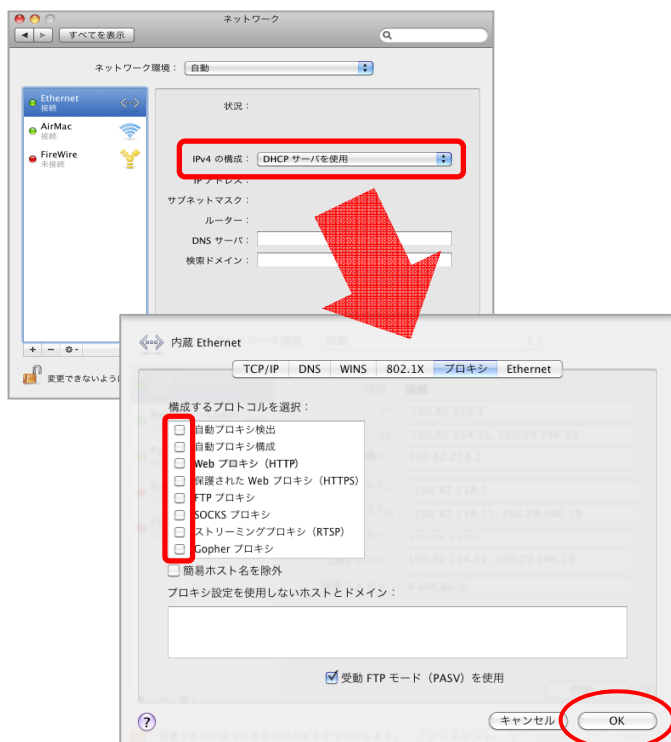 ネットワーク
すべてを表示
ネットワーク環境： 自動
Ethernet
接続
AirMac
接続
FireWire
未接続
状況：
IPv4 の構成： DHCP サーバを使用
IP アドレス：
サブネットマスク：
ルーター：
DNS サーバ：
検索ドメイン：
変更できないように
内蔵 Ethernet
TCP/IP DNS WINS 802.1X プロキシ Ethernet
構成するプロトコルを選択：
自動プロキシ検出
自動プロキシ構成
Web プロキシ（HTTP）
保護された Web プロキシ（HTTPS）
FTP プロキシ
SOCKS プロキシ
ストリーミングプロキシ（RTSP）
Gopher プロキシ
簡易ホスト名を除外
プロキシ設定を使用しないホストとドメイン：
受動 FTP モード（PASV）を使用
? キャンセル OK